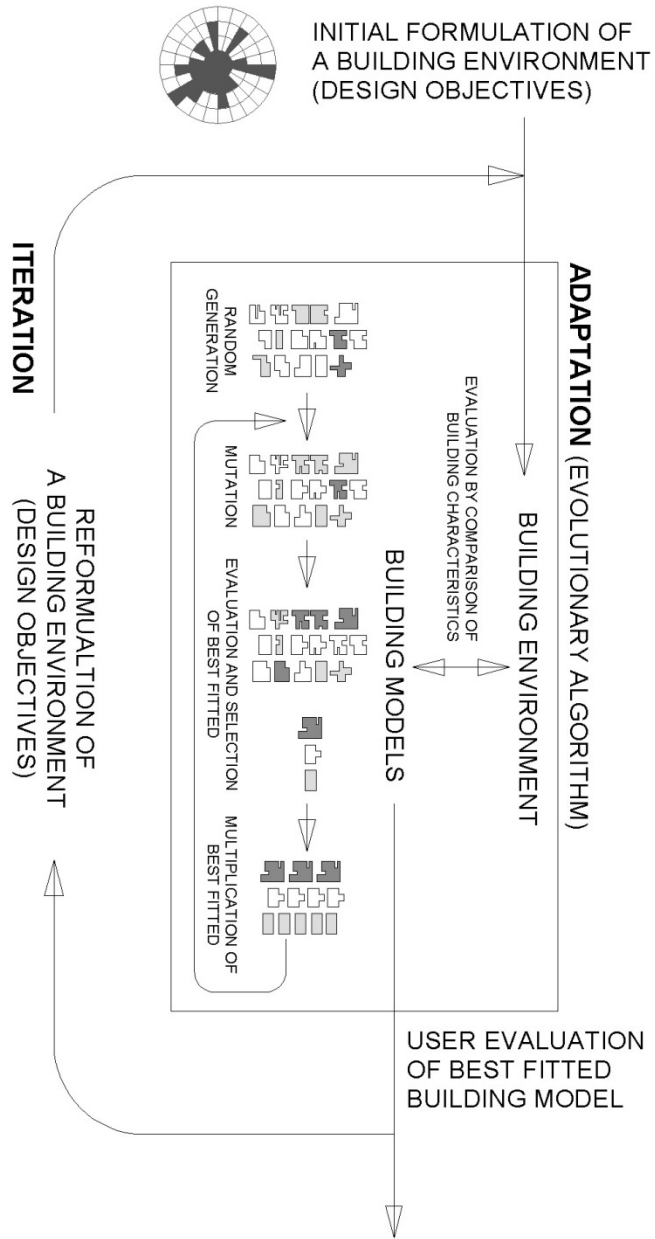 INITIAL FORMULATION OF
A BUILDING ENVIRONMENT
(DESIGN OBJECTIVES)
ADAPTATION (EVOLUTIONARY ALGORITHM)
BUILDING ENVIRONMENT
EVALUATION BY COMPARISON OF
BUILDING CHARACTERISTICS
BUILDING MODELS
RANDOM
GENERATION
MUTATION
EVALUATION AND SELECTION
OF BEST FITTED
MULTIPLICATION OF
BEST FITTED
ITERATION
REFORMUALTION OF
A BUILDING ENVIRONMENT
(DESIGN OBJECTIVES)
USER EVALUATION
OF BEST FITTED
BUILDING MODEL